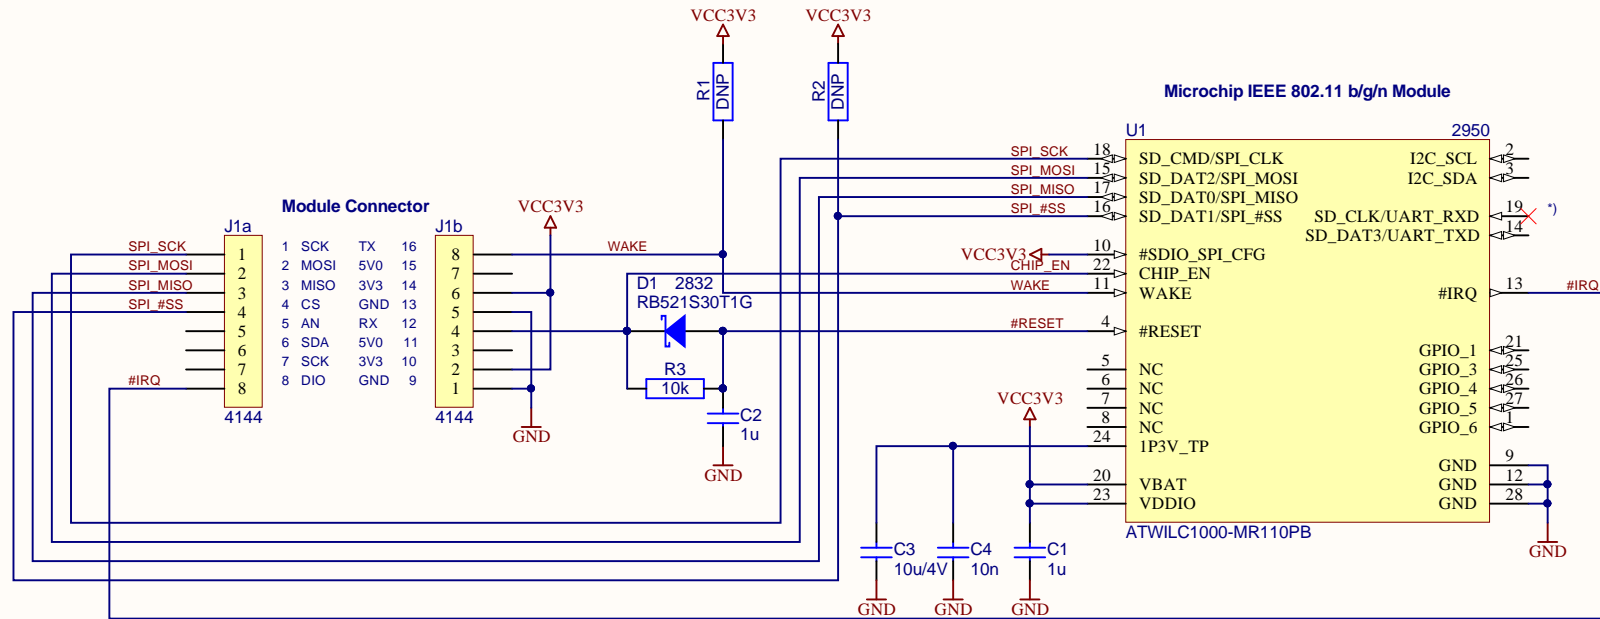 VCC3V3
VCC3V3
R1
DNP
R2
DNP
Microchip IEEE 802.11 b/g/n Module
U1
2950
SPI_SCK
18
SD_CMD/SPI_CLK
I2C_SCL
2
SPI_MOSI
15
SD_DAT2/SPI_MOSI
I2C_SDA
3
SPI_MISO
17
SD_DAT0/SPI_MISO
SPI_#SS
16
SD_DAT1/SPI_#SS
SD_CLK/UART_RXD
19
*)
SD_DAT3/UART_TXD
14
VCC3V3
10
#SDIO_SPI_CFG
CHIP_EN
22
CHIP_EN
WAKE
11
WAKE
#IRQ
13
#IRQ
#RESET
4
#RESET
GPIO_1
21
5
NC
GPIO_3
25
6
NC
GPIO_4
26
7
NC
GPIO_5
27
8
NC
GPIO_6
1
24
1P3V_TP
GND
9
20
VBAT
GND
12
23
VDDIO
GND
28
ATWILC1000-MR110PB
GND
Module Connector
VCC3V3
J1a
J1b
SPI_SCK
1
1 SCK TX 16
8
WAKE
SPI_MOSI
2
2 MOSI 5V0 15
7
SPI_MISO
3
3 MISO 3V3 14
6
SPI_#SS
4
4 CS GND 13
5
5
5 AN RX 12
4
6
6 SDA 5V0 11
3
7
7 SCK 3V3 10
2
#IRQ
8
8 DIO GND 9
1
4144
4144
GND
D1 2832
RB521S30T1G
R3
10k
C2
1u
GND
VCC3V3
C3
10u/4V
GND
C4
10n
GND
C1
1u
GND